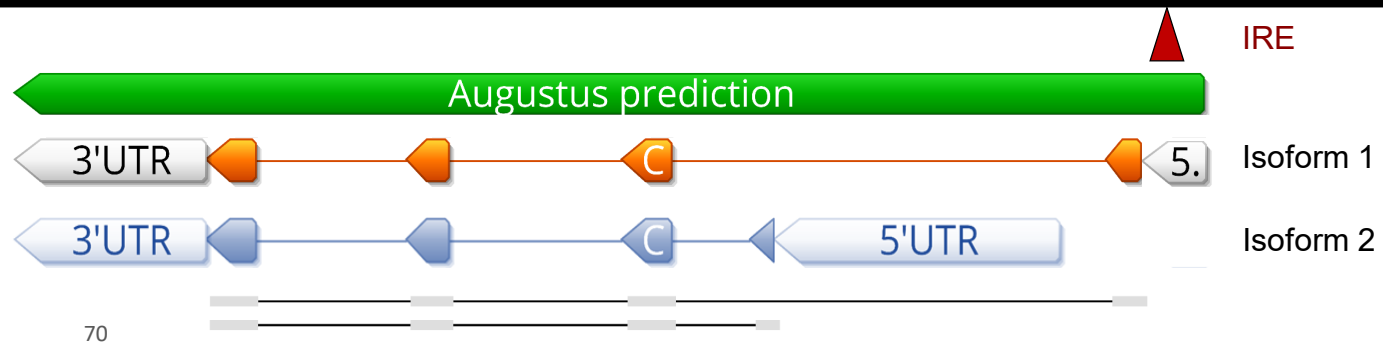 IRE
Augustus prediction
3'UTR C 5. Isoform 1
3'UTR C 5'UTR Isoform 2
70